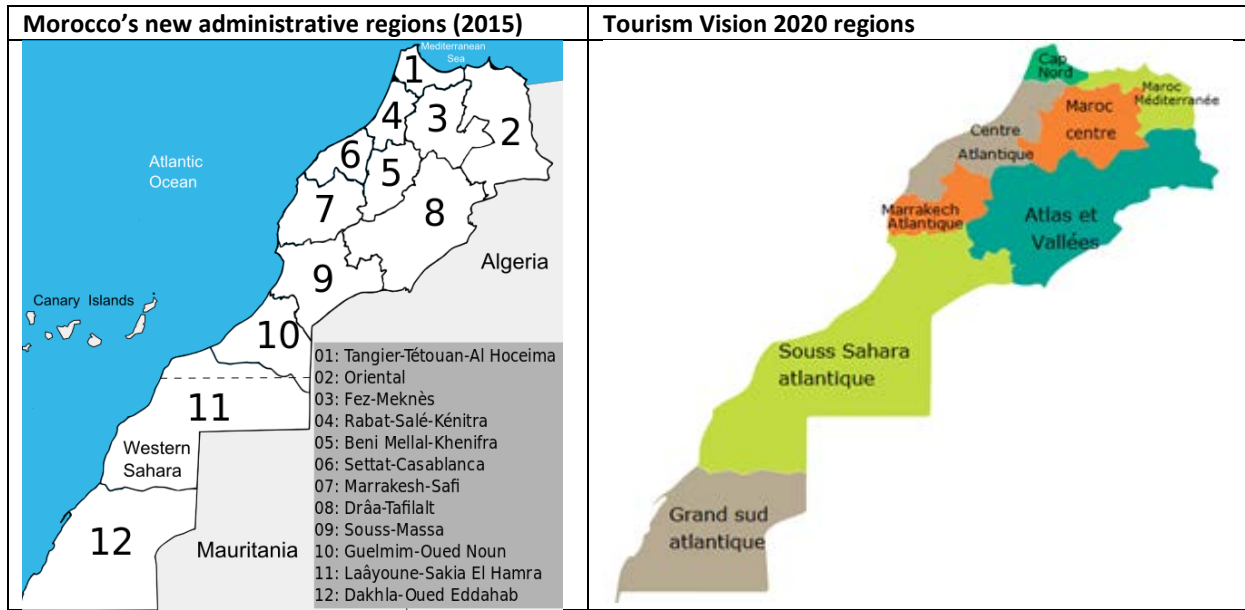 Morocco's new administrative regions (2015)
Tourism Vision 2020 regions
Mediterranean
Sea
1
4
3
2
6
5
7
8
Atlantic
Ocean
9
Algeria
Canary Islands
10
11
Western
Sahara
12
Mauritania
01: Tangier-Tétouan-Al Hoceima
02: Oriental
03: Fez-Meknès
04: Rabat-Salé-Kénitra
05: Beni Mellal-Khenifra
06: Settat-Casablanca
07: Marrakesh-Safi
08: Drâa-Tafilalt
09: Souss-Massa
10: Guelmim-Oued Noun
11: Laâyoune-Sakia El Hamra
12: Dakhla-Oued Eddahab
Cap
Nord
Maroc
Méditerranée
Maroc
centre
Centre
Atlantique
Marrakech
Atlantique
Atlas et
Vallées
Souss Sahara
atlantique
Grand sud
atlantique